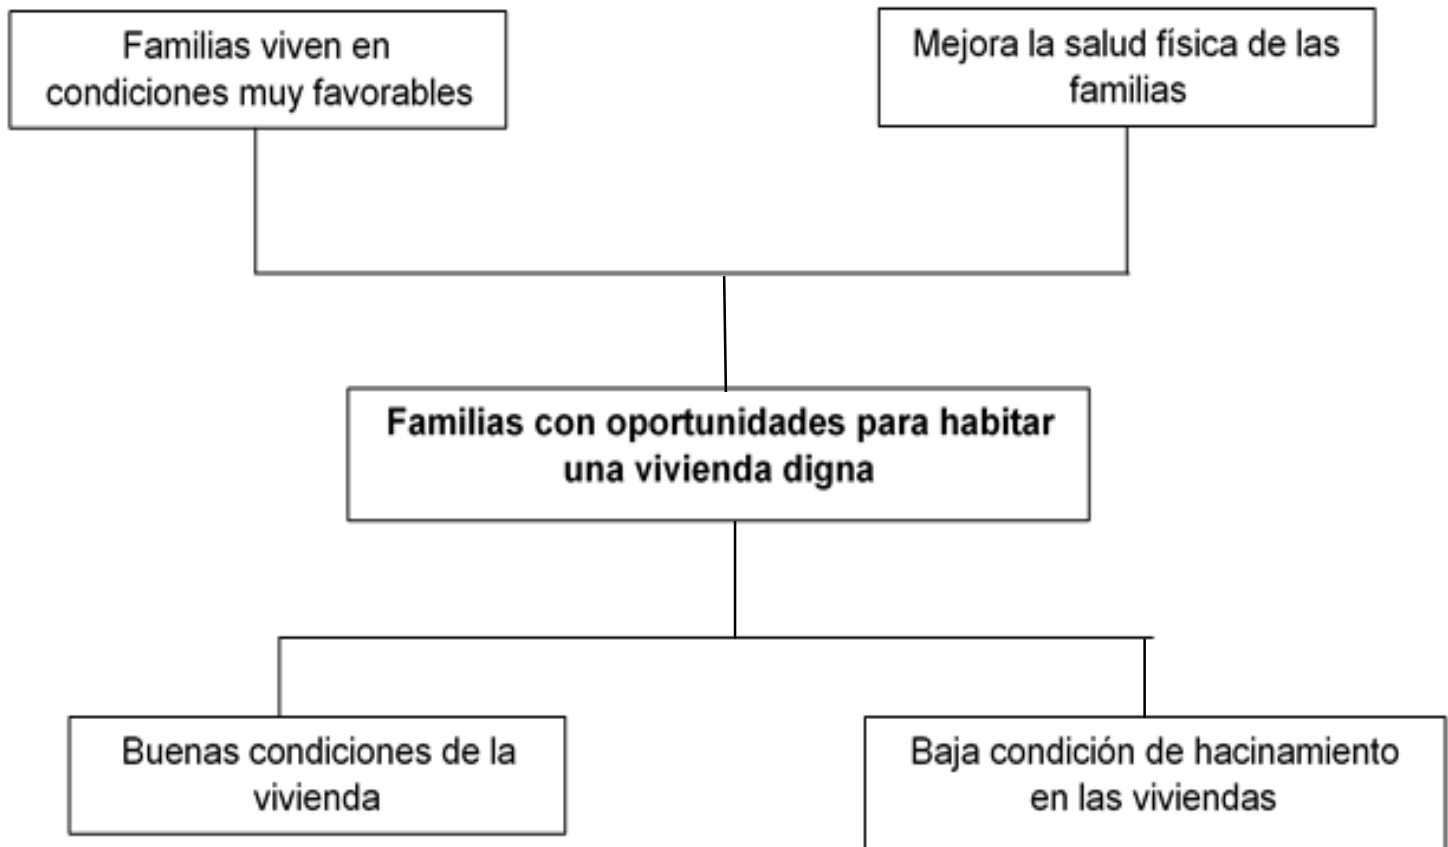 Familias viven en
condiciones muy favorables
Mejora la salud física de las
familias
Familias con oportunidades para habitar
una vivienda digna
Buenas condiciones de la
vivienda
Baja condición de hacinamiento
en las viviendas